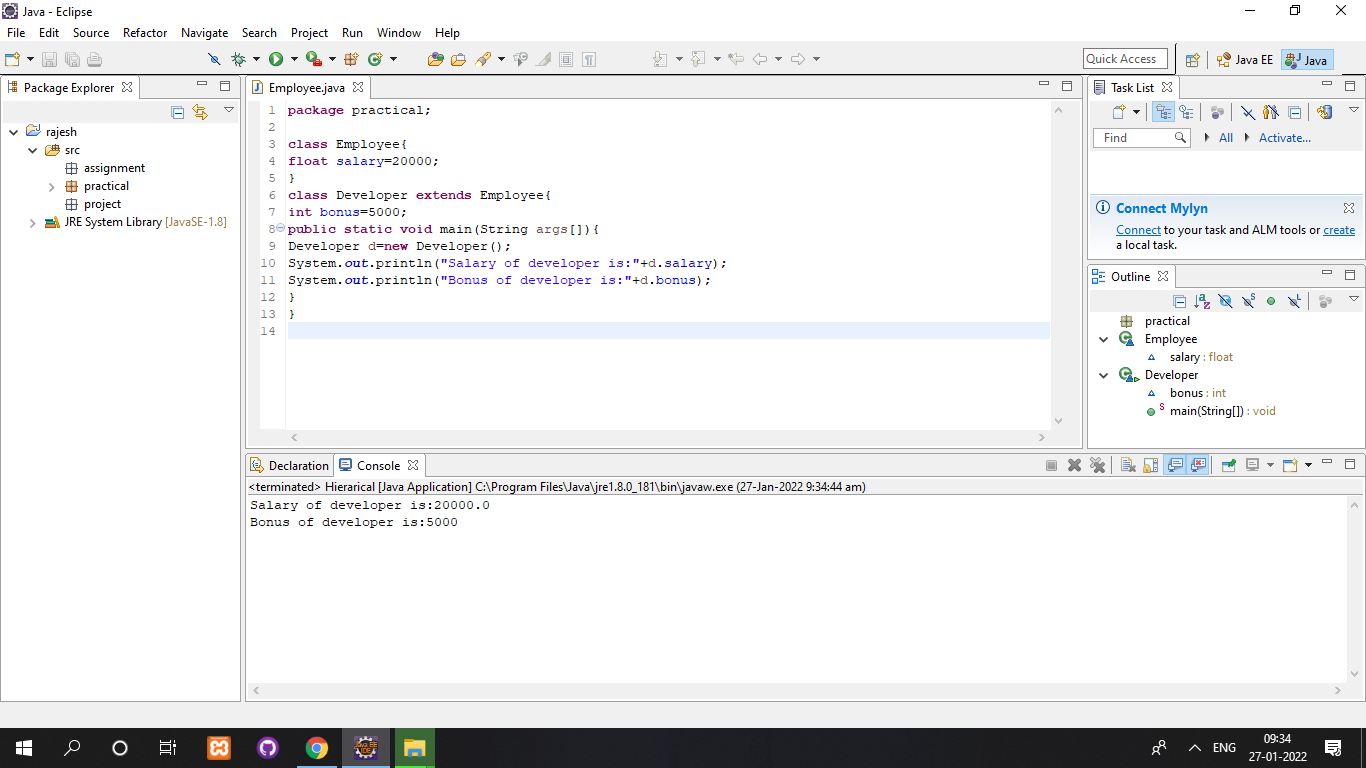 Java - Eclipse
File Edit Source Refactor Navigate Search Project Run Window Help
Quick Access
Java EE
Java
Package Explorer
rajesh
src
assignment
practical
project
JRE System Library [JavaSE-1.8]
Employee.java
1 package practical;
2
3 class Employee{
4 float salary=20000;
5 }
6 class Developer extends Employee{
7 int bonus=5000;
8 public static void main(String args[]){
9 Developer d=new Developer();
10 System.out.println("Salary of developer is:"+d.salary);
11 System.out.println("Bonus of developer is:"+d.bonus);
12 }
13 }
14
Task List
Find
All
Activate...
Connect Mylyn
Connect to your task and ALM tools or create
a local task.
Outline
practical
Employee
salary : float
Developer
bonus : int
main(String[]) : void
Declaration
Console
<terminated> Hierarical [Java Application] C:\Program Files\Java\jre1.8.0_181\bin\javaw.exe (27-Jan-2022 9:34:44 am)
Salary of developer is:20000.0
Bonus of developer is:5000
ENG
09:34
27-01-2022